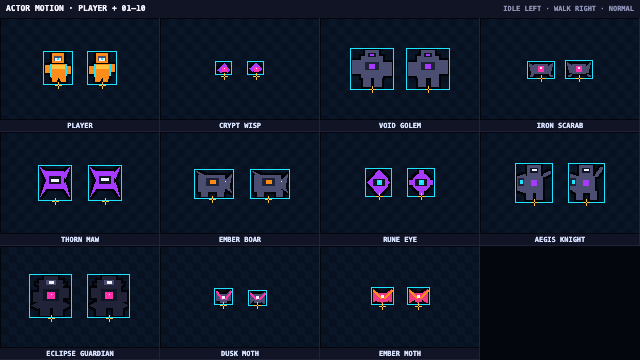 ACTOR MOTION · PLAYER + 01–10
IDLE LEFT · WALK RIGHT · NORMAL
PLAYER
CRYPT WISP
VOID GOLEM
IRON SCARAB
THORN MAW
EMBER BOAR
RUNE EYE
AEGIS KNIGHT
ECLIPSE GUARDIAN
DUSK MOTH
EMBER MOTH